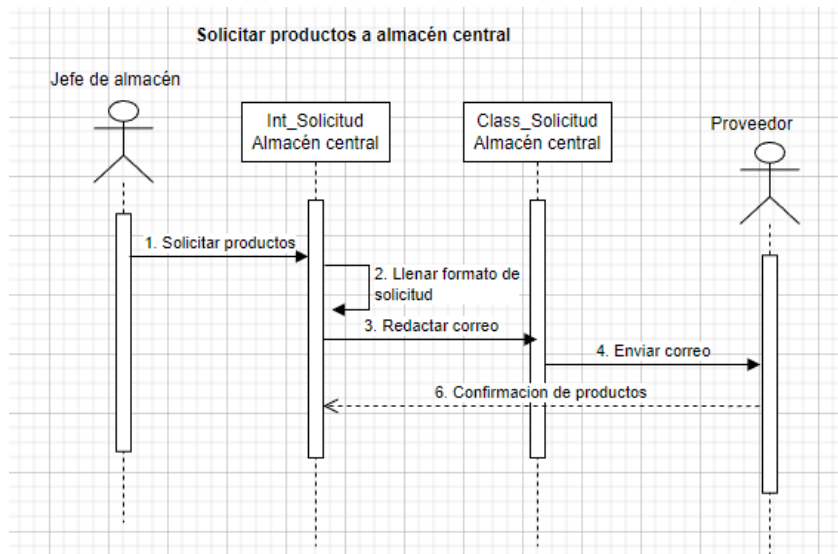 Solicitar productos a almacén central
Jefe de almacén
Int_Solicitud
Almacén central
Class_Solicitud
Almacén central
Proveedor
1. Solicitar productos
2. Llenar formato de
solicitud
3. Redactar correo
4. Enviar correo
6. Confirmacion de productos